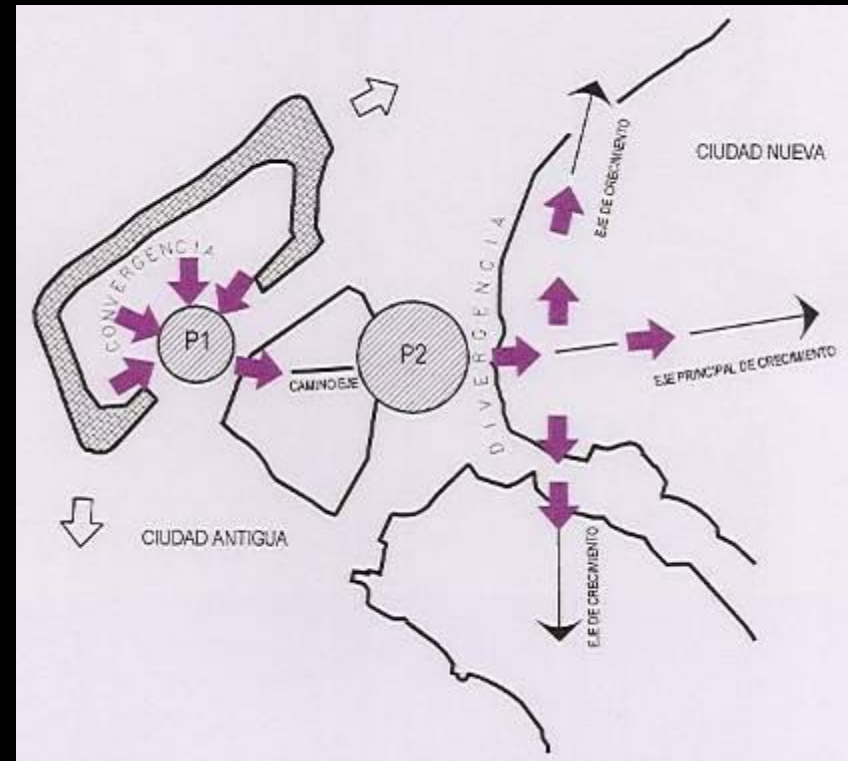 CIUDAD NUEVA
EJE DE CRECIMIENTO
CONVERGENCIA
DIVERGENCIA
P1
P2
CAMINO EJE
EJE PRINCIPAL DE CRECIMIENTO
CIUDAD ANTIGUA
EJE DE CRECIMIENTO